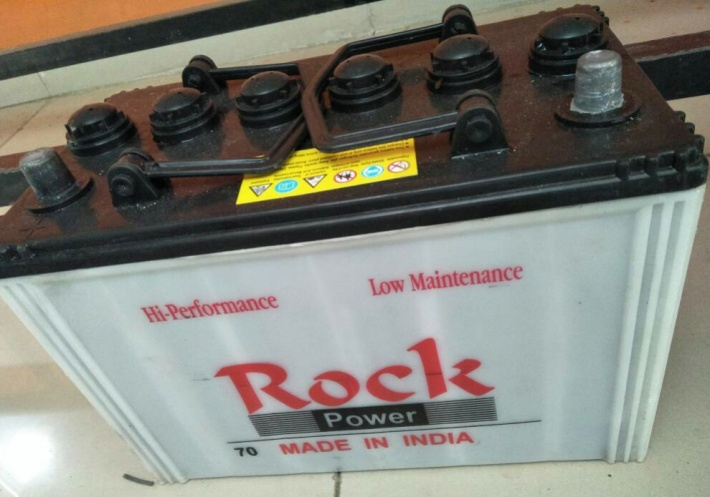 Hi-Performance
Low Maintenance
Rock
Power
70 MADE IN INDIA